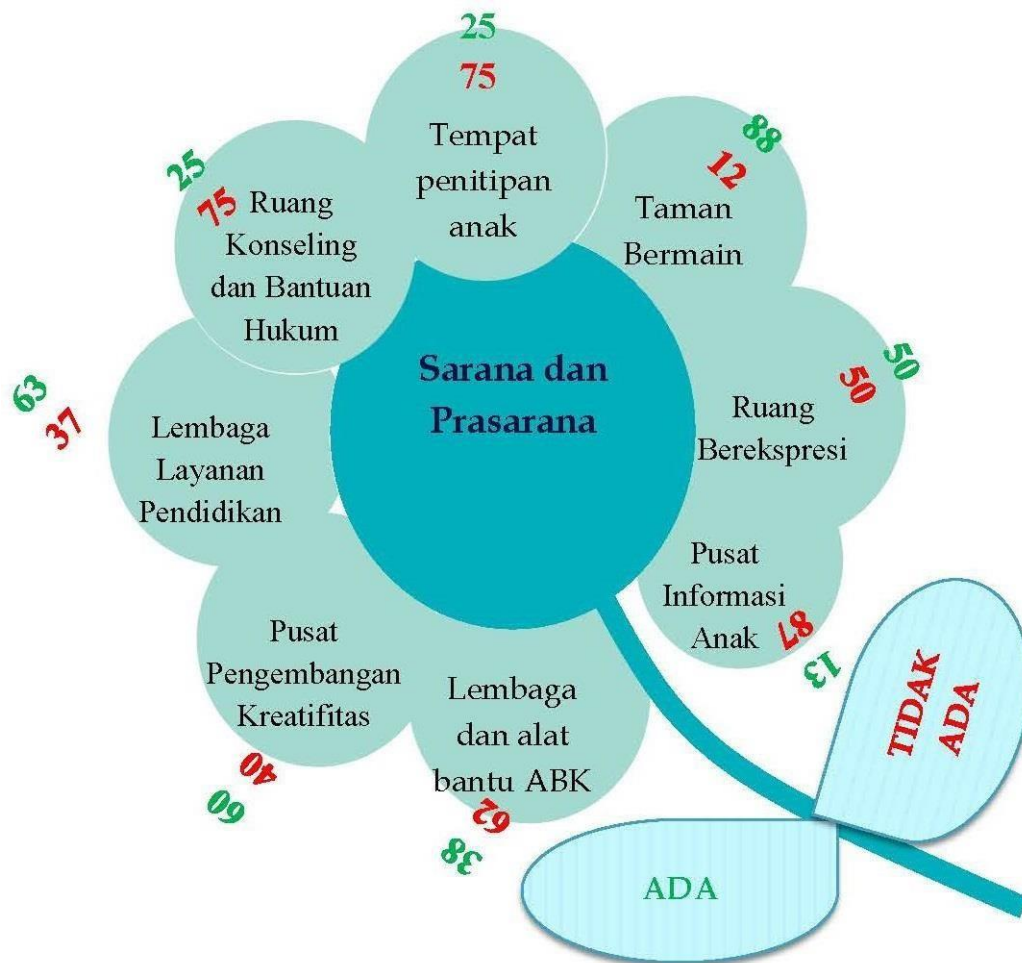 25
75
Tempat
penitipan
anak
88
12
Taman
Bermain
50
50
Ruang
Berekspresi
Pusat
Informasi
Anak
87
13
Lembaga
dan alat
bantu ABK
62
38
Pusat
Pengembangan
Kreatifitas
40
60
63
37
Lembaga
Layanan
Pendidikan
25
75
Ruang
Konseling
dan Bantuan
Hukum
Sarana dan
Prasarana
TIDAK
ADA
ADA